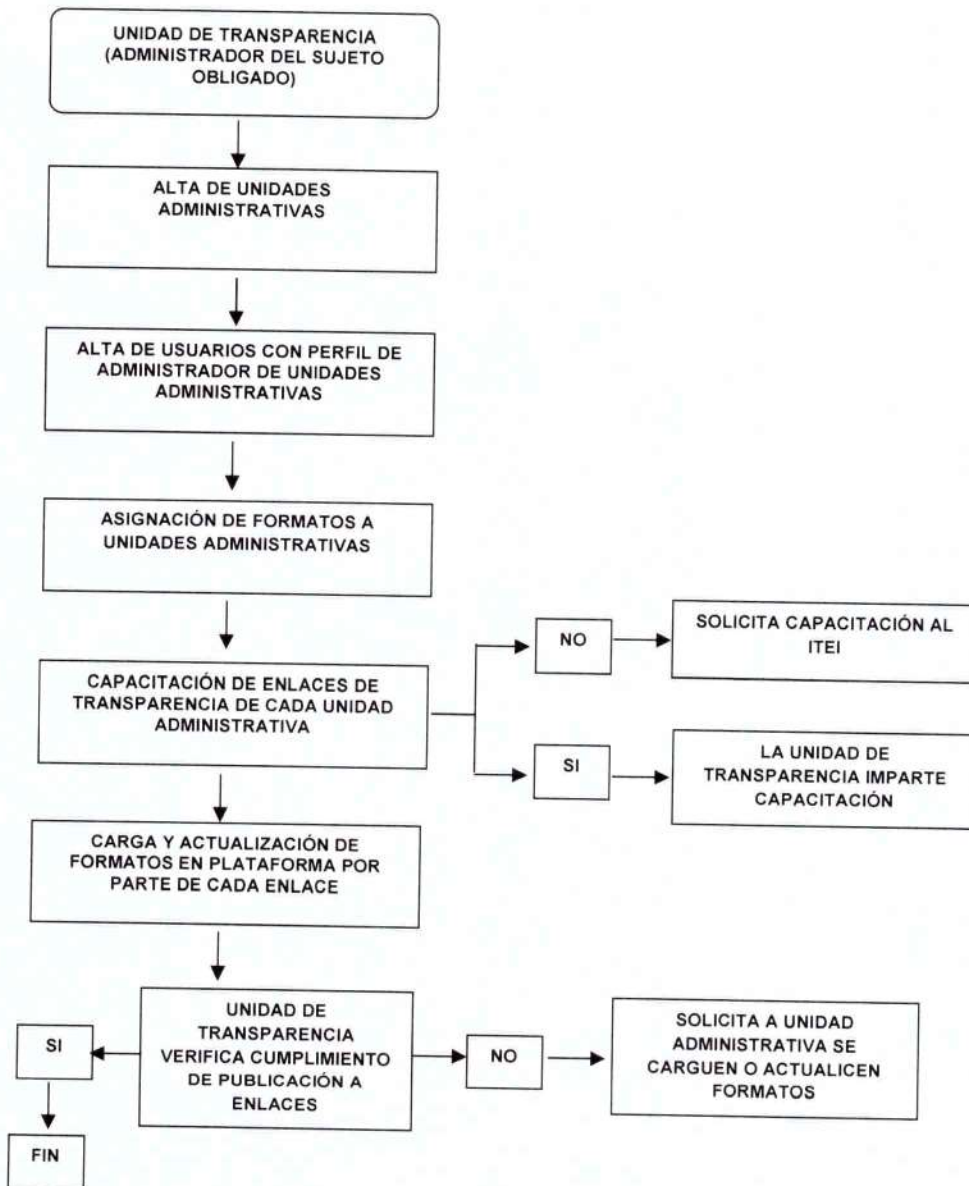 UNIDAD DE TRANSPARENCIA
(ADMINISTRADOR DEL SUJETO
OBLIGADO)
ALTA DE UNIDADES
ADMINISTRATIVAS
ALTA DE USUARIOS CON PERFIL DE
ADMINISTRADOR DE UNIDADES
ADMINISTRATIVAS
ASIGNACIÓN DE FORMATOS A
UNIDADES ADMINISTRATIVAS
CAPACITACIÓN DE ENLACES DE
TRANSPARENCIA DE CADA UNIDAD
ADMINISTRATIVA
NO
SOLICITA CAPACITACIÓN AL
ITEI
SI
LA UNIDAD DE
TRANSPARENCIA IMPARTE
CAPACITACIÓN
CARGA Y ACTUALIZACIÓN DE
FORMATOS EN PLATAFORMA POR
PARTE DE CADA ENLACE
UNIDAD DE
TRANSPARENCIA
VERIFICA CUMPLIMIENTO
DE PUBLICACIÓN A
ENLACES
SI
FIN
NO
SOLICITA A UNIDAD
ADMINISTRATIVA SE
CARGUEN O ACTUALICEN
FORMATOS